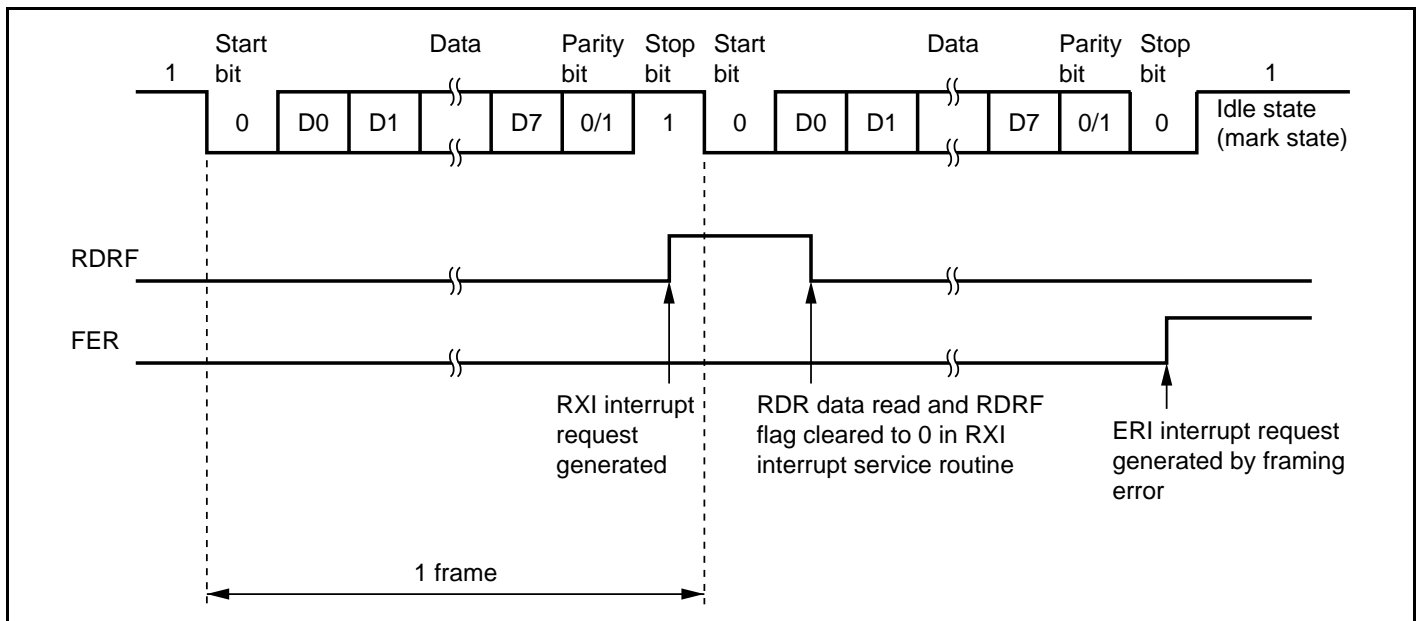 Start Data Parity Stop Start Data Parity Stop
1 bit bit bit bit bit bit 1
0 D0 D1 D7 0/1 1 0 D0 D1 D7 0/1 0 Idle state
(mark state)
RDRF
FER
RXI interrupt
request
generated
RDR data read and RDRF
flag cleared to 0 in RXI
interrupt service routine
ERI interrupt request
generated by framing
error
1 frame